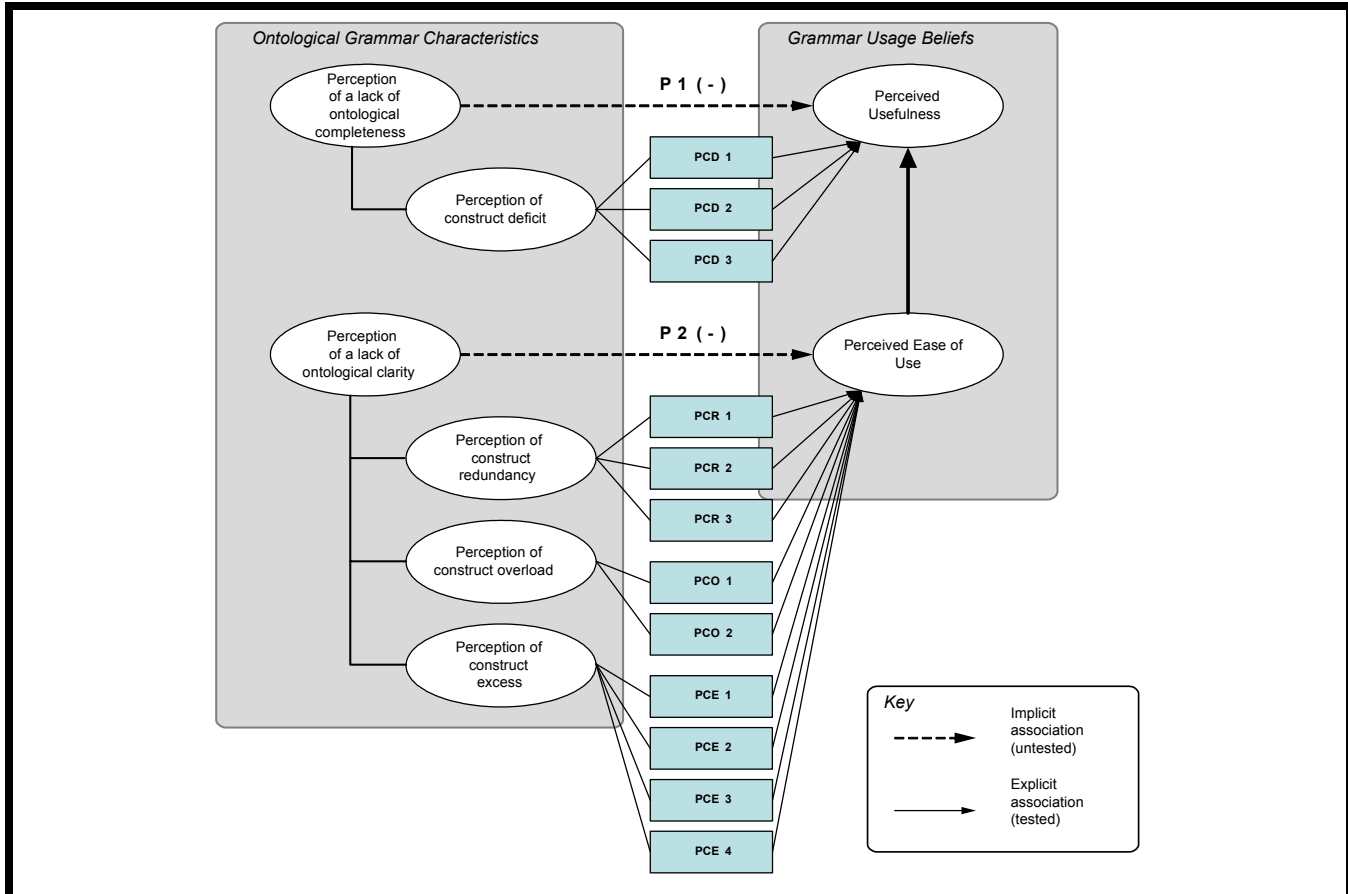 Ontological Grammar Characteristics
Grammar Usage Beliefs
Perception
of a lack of
ontological
completeness
P 1 ( - )
Perceived
Usefulness
PCD 1
Perception of
construct deficit
PCD 2
PCD 3
Perception
of a lack of
ontological clarity
P 2 ( - )
Perceived Ease of
Use
PCR 1
Perception of
construct
redundancy
PCR 2
PCR 3
Perception of
construct overload
PCO 1
PCO 2
Perception of
construct
excess
PCE 1
PCE 2
PCE 3
PCE 4
Key
Implicit
association
(untested)
Explicit
association
(tested)